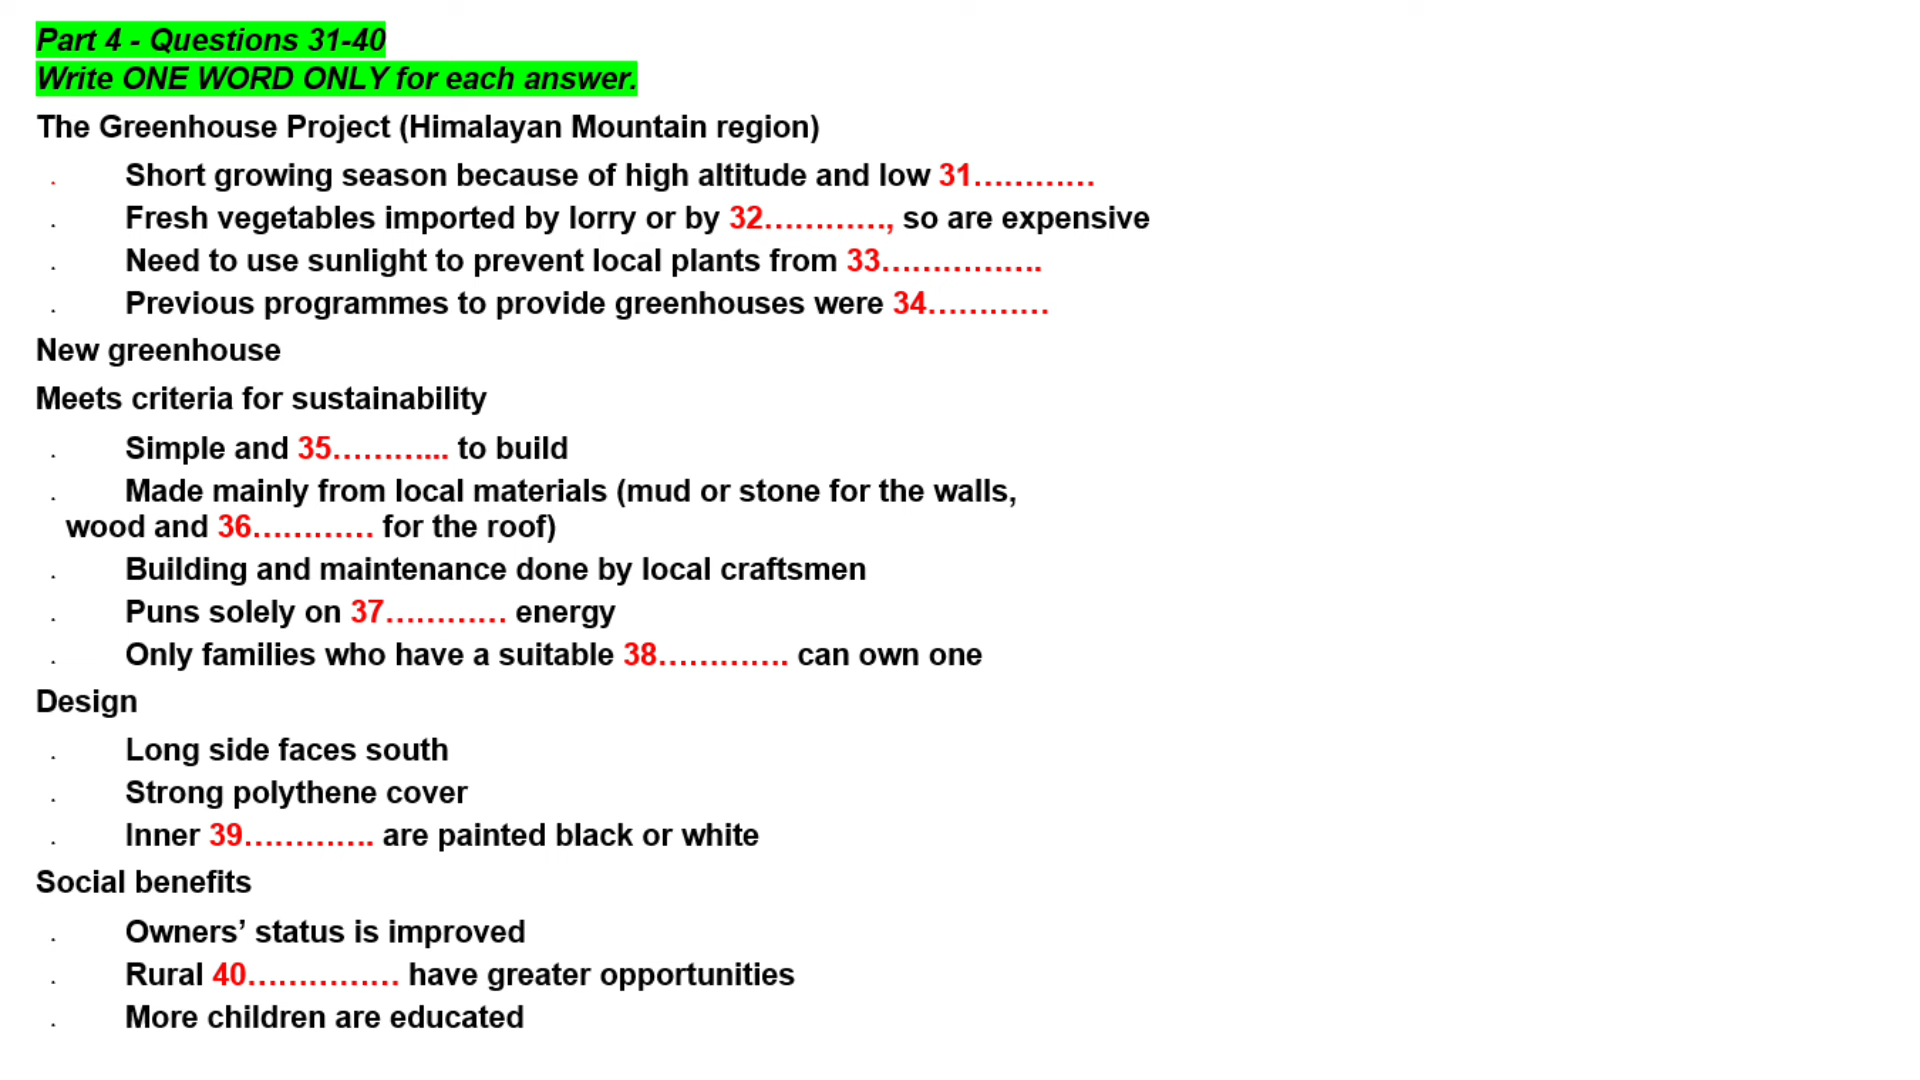 Part 4 - Questions 31-40
Write ONE WORD ONLY for each answer.
The Greenhouse Project (Himalayan Mountain region)
· Short growing season because of high altitude and low 31…………
· Fresh vegetables imported by lorry or by 32…………, so are expensive
· Need to use sunlight to prevent local plants from 33…………….
· Previous programmes to provide greenhouses were 34…………
New greenhouse
Meets criteria for sustainability
· Simple and 35………... to build
· Made mainly from local materials (mud or stone for the walls,
wood and 36………… for the roof)
· Building and maintenance done by local craftsmen
· Puns solely on 37………… energy
· Only families who have a suitable 38…………. can own one
Design
· Long side faces south
· Strong polythene cover
· Inner 39…………. are painted black or white
Social benefits
· Owners’ status is improved
· Rural 40…………… have greater opportunities
· More children are educated